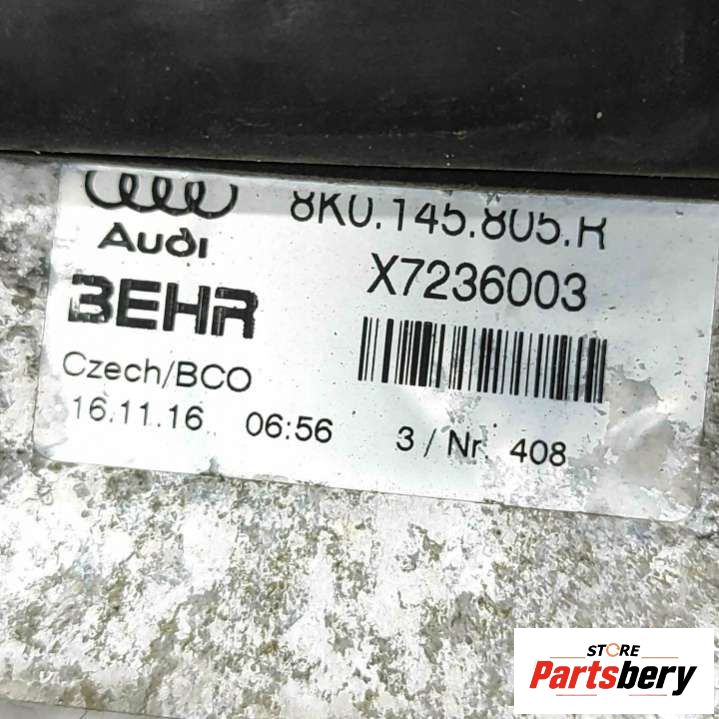 8K0.145.805.R
Audi
X7236003
BEHR
Czech/BCO
16.11.16 06:56
3 / Nr. 408
STORE
Partsbery